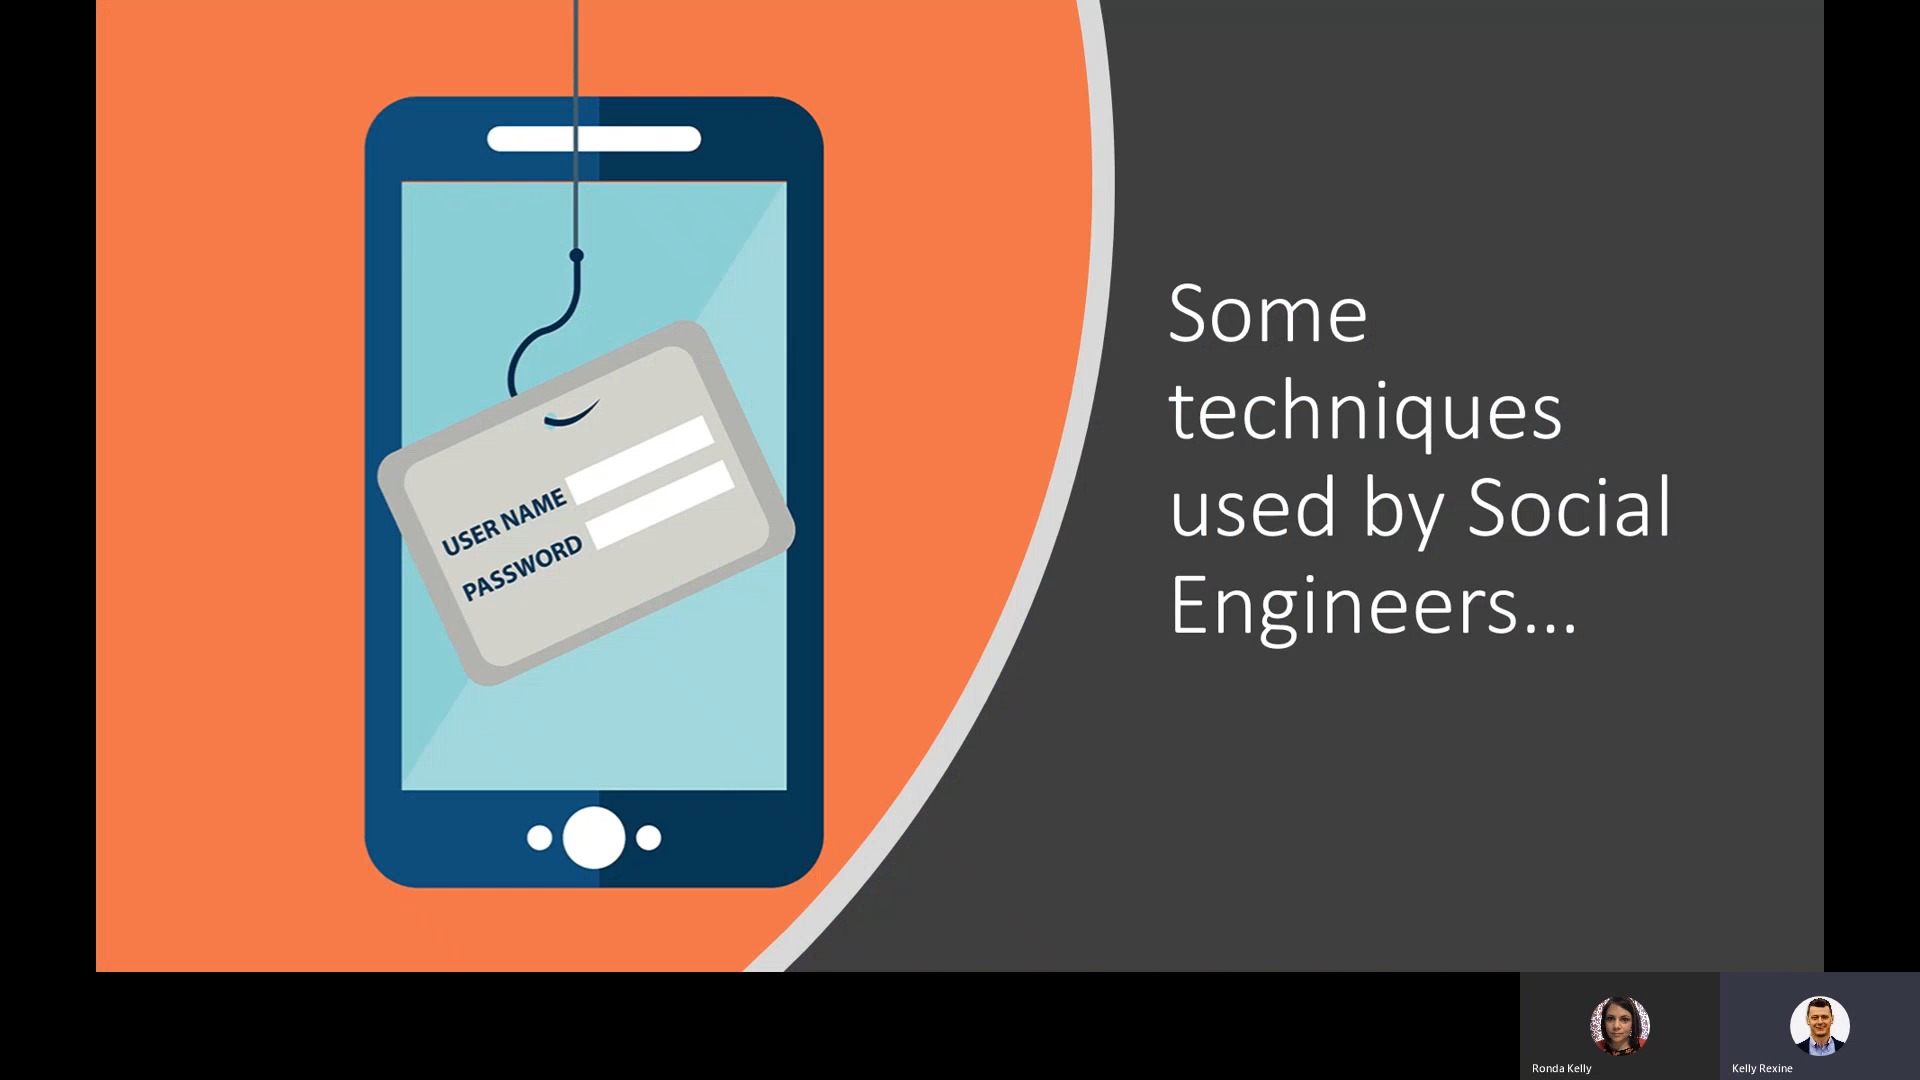 USER NAME
PASSWORD
Some
techniques
used by Social
Engineers...
Ronda Kelly
Kelly Rexine